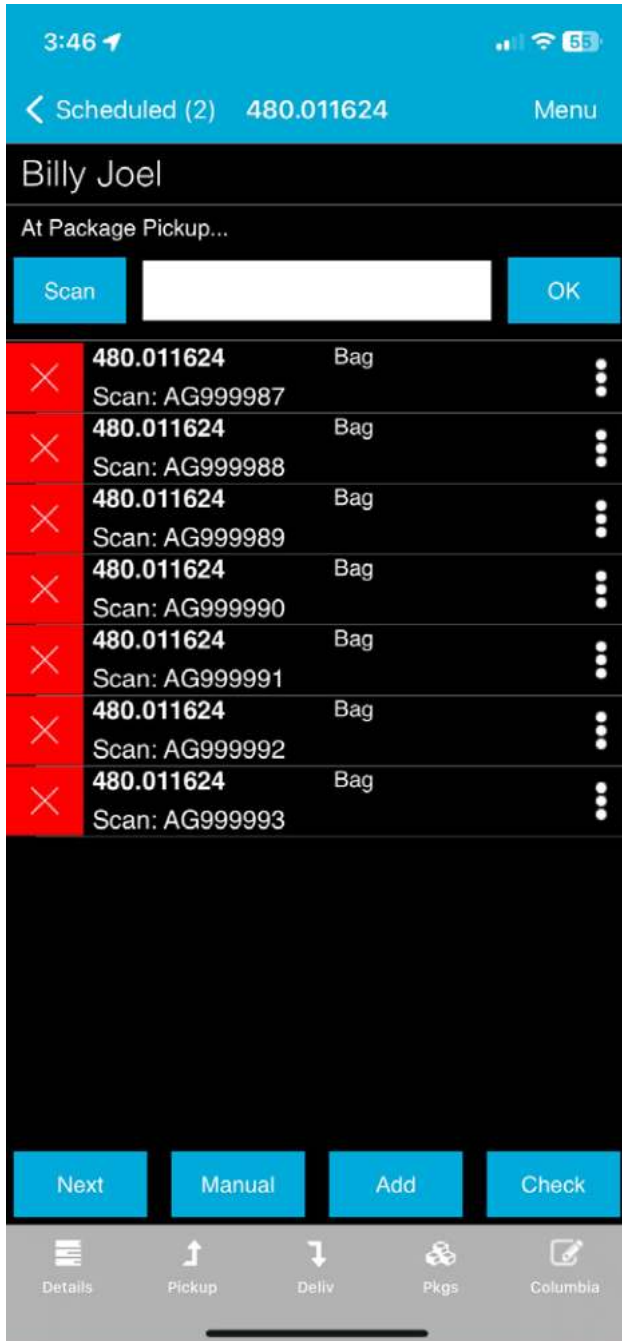 3:46 55
Scheduled (2) 480.011624 Menu
Billy Joel
At Package Pickup...
Scan OK
480.011624 Bag
Scan: AG999987
480.011624 Bag
Scan: AG999988
480.011624 Bag
Scan: AG999989
480.011624 Bag
Scan: AG999990
480.011624 Bag
Scan: AG999991
480.011624 Bag
Scan: AG999992
480.011624 Bag
Scan: AG999993
Next Manual Add Check
Details Pickup Deliv Pkgs Columbia